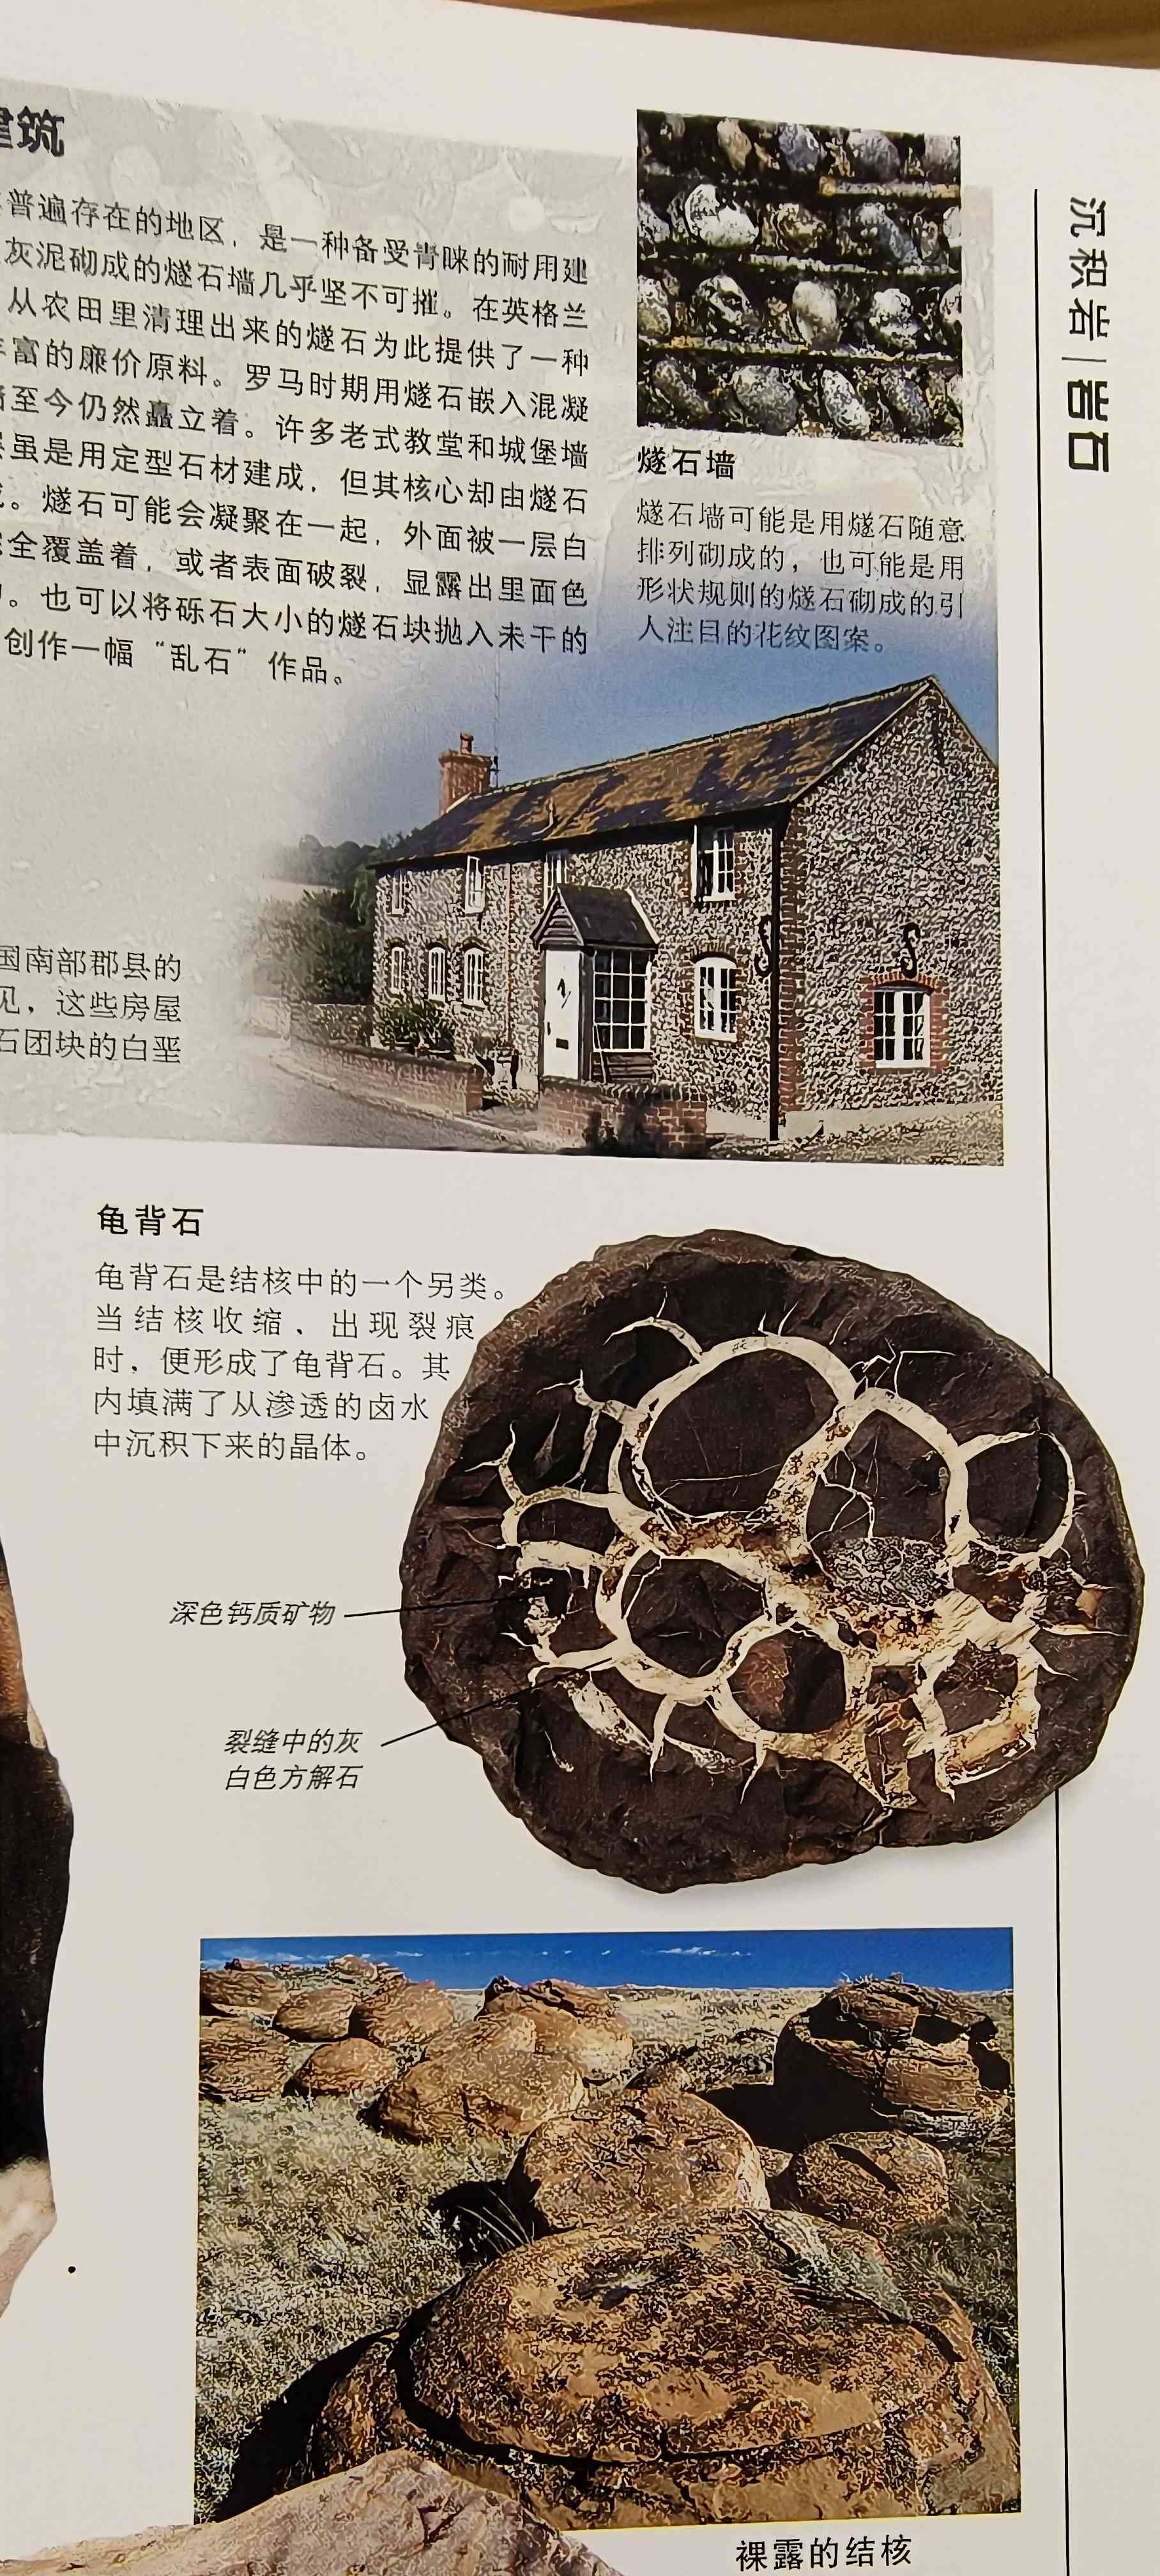 筑
普遍存在的地区，是一种备受青睐的耐用建
灰泥砌成的燧石墙几乎坚不可摧。在英格兰
从农田里清理出来的燧石为此提供了一种
富的廉价原料。罗马时期用燧石嵌入混凝
至今仍然矗立着。许多老式教堂和城堡墙
虽是用定型石材建成，但其核心却由燧石
。燧石可能会凝聚在一起，外面被一层白
全覆盖着，或者表面破裂，显露出里面色
。也可以将砾石大小的燧石块抛入未干的
创作一幅“乱石”作品。
燧石墙
燧石墙可能是用燧石随意
排列砌成的，也可能是用
形状规则的燧石砌成的引
人注目的花纹图案。
国南部郡县的
见，这些房屋
石团块的白垩
沉积岩|岩石
龟背石
龟背石是结核中的一个另类。
当结核收缩，出现裂痕
时，便形成了龟背石。其
内填满了从渗透的卤水
中沉积下来的晶体。
深色钙质矿物
裂缝中的灰
白色方解石
裸露的结核